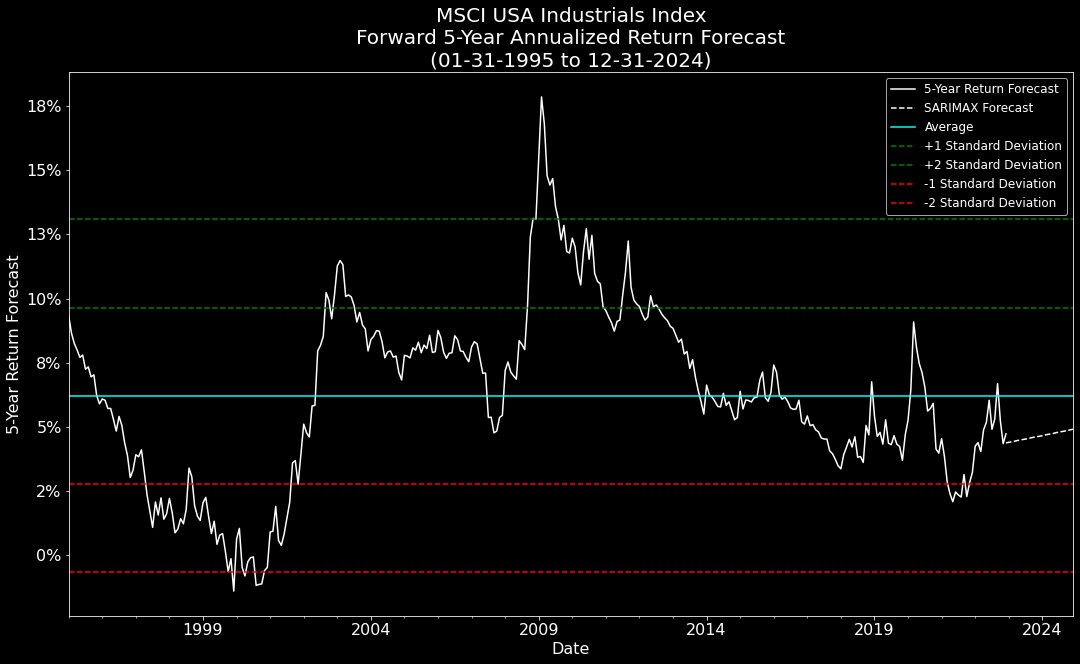 MSCI USA Industrials Index
Forward 5-Year Annualized Return Forecast
(01-31-1995 to 12-31-2024)
5-Year Return Forecast
SARIMAX Forecast
Average
+1 Standard Deviation
+2 Standard Deviation
-1 Standard Deviation
-2 Standard Deviation
5-Year Return Forecast
18%
15%
13%
10%
8%
5%
2%
0%
1999 2004 2009 2014 2019 2024
Date